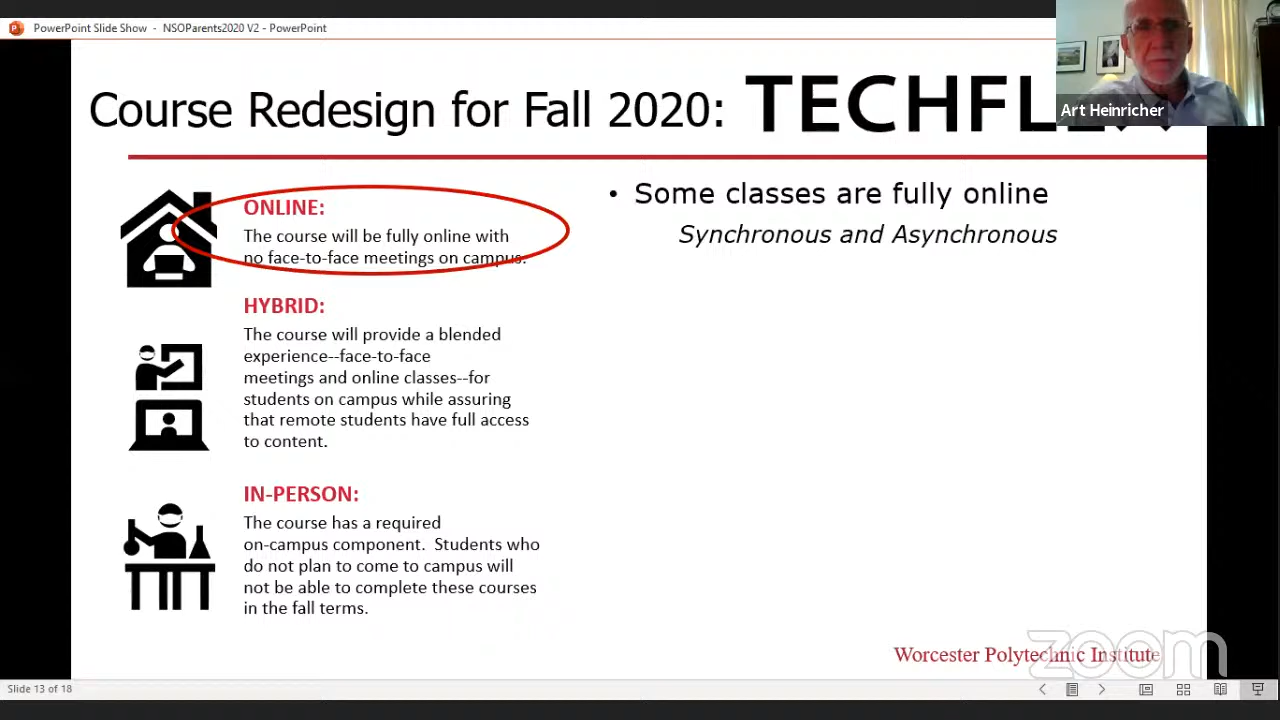 PowerPoint Slide Show - NSOParents2020 V2 - PowerPoint
Course Redesign for Fall 2020: TECHFL
Art Heinricher
ONLINE:
The course will be fully online with
no face-to-face meetings on campus.
HYBRID:
The course will provide a blended
experience--face-to-face
meetings and online classes--for
students on campus while assuring
that remote students have full access
to content.
IN-PERSON:
The course has a required
on-campus component. Students who
do not plan to come to campus will
not be able to complete these courses
in the fall terms.
• Some classes are fully online
Synchronous and Asynchronous
Worcester Polytechnic Institute
zoom
Slide 13 of 18